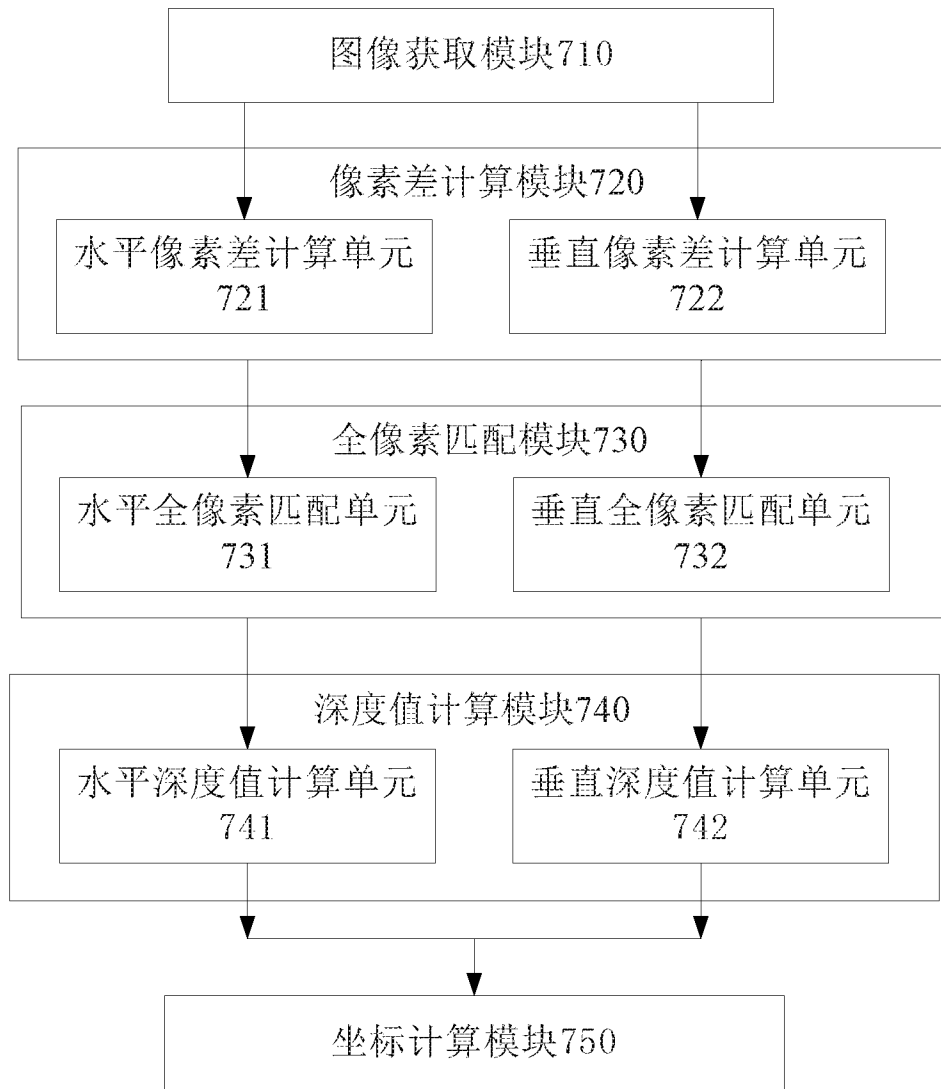 图像获取模块710
像素差计算模块720
水平像素差计算单元
721
垂直像素差计算单元
722
全像素匹配模块730
水平全像素匹配单元
731
垂直全像素匹配单元
732
深度值计算模块740
水平深度值计算单元
741
垂直深度值计算单元
742
坐标计算模块750